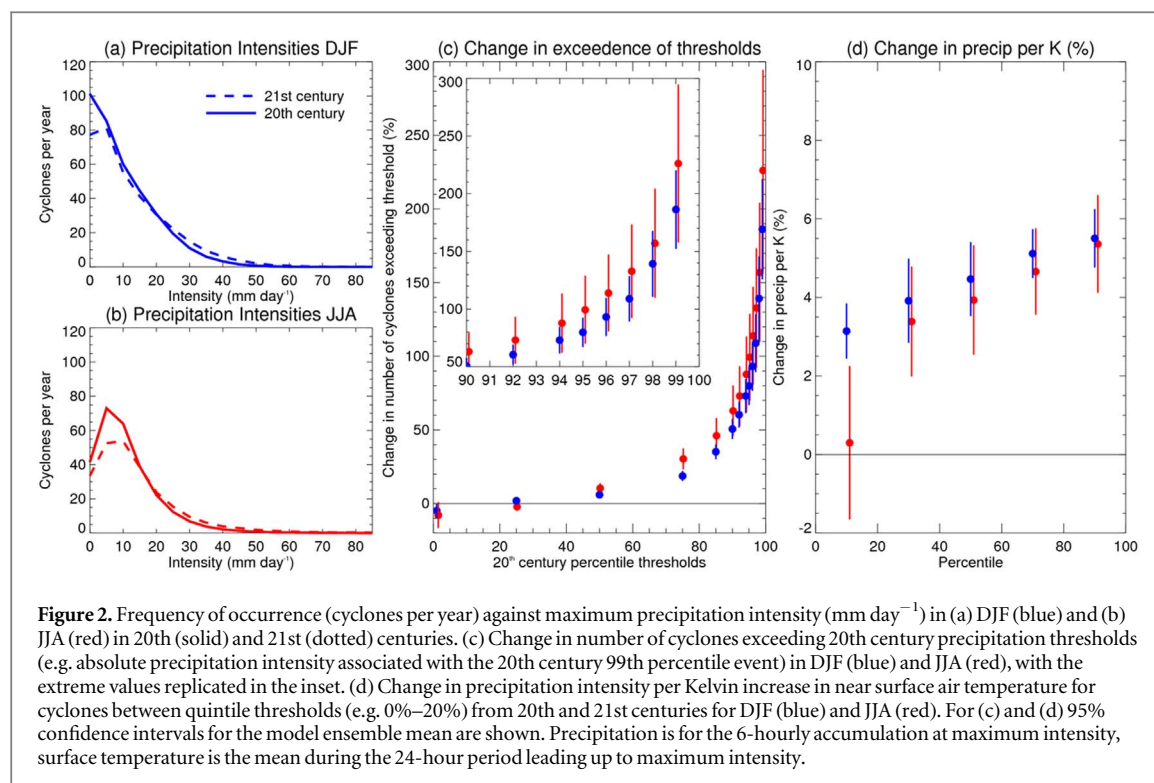 (a) Precipitation Intensities DJF
120
100
80
60
40
20
0
Cyclones per year
21st century
20th century
0 10 20 30 40 50 60 70 80
Intensity (mm day⁻¹)
(b) Precipitation Intensities JJA
120
100
80
60
40
20
0
Cyclones per year
0 10 20 30 40 50 60 70 80
Intensity (mm day⁻¹)
(c) Change in exceedence of thresholds
300
250
200
150
100
50
0
Change in number of cyclones exceeding threshold (%)
300
250
200
150
100
50
90 91 92 93 94 95 96 97 98 99 100
0 20 40 60 80 100
20th century percentile thresholds
(d) Change in precip per K (%)
10
8
6
4
2
0
-2
Change in precip per K (%)
0 20 40 60 80 100
Percentile
Figure 2. Frequency of occurrence (cyclones per year) against maximum precipitation intensity (mm day⁻¹) in (a) DJF (blue) and (b)
JJA (red) in 20th (solid) and 21st (dotted) centuries. (c) Change in number of cyclones exceeding 20th century precipitation thresholds
(e.g. absolute precipitation intensity associated with the 20th century 99th percentile event) in DJF (blue) and JJA (red), with the
extreme values replicated in the inset. (d) Change in precipitation intensity per Kelvin increase in near surface air temperature for
cyclones between quintile thresholds (e.g. 0%–20%) from 20th and 21st centuries for DJF (blue) and JJA (red). For (c) and (d) 95%
confidence intervals for the model ensemble mean are shown. Precipitation is for the 6-hourly accumulation at maximum intensity,
surface temperature is the mean during the 24-hour period leading up to maximum intensity.